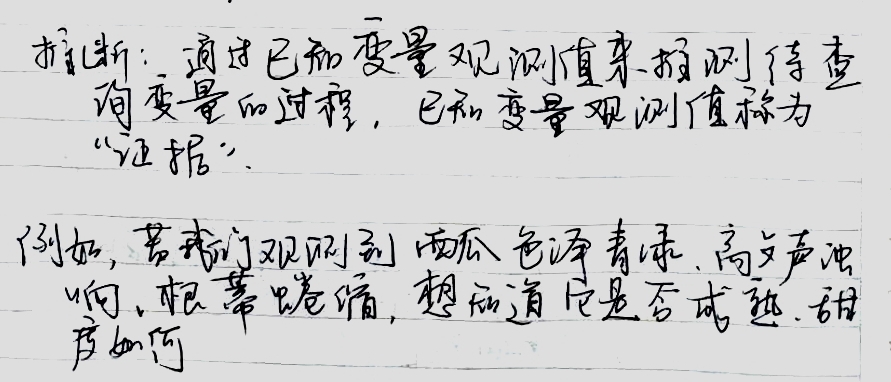 推断：通过已知变量观测值来推测待查
询变量的过程，已知变量观测值称为
“证据”.
例如，若我们观测到西瓜色泽青绿、高攵声浊
响、根蒂蜷缩，想知道它是否成熟、甜
度如何